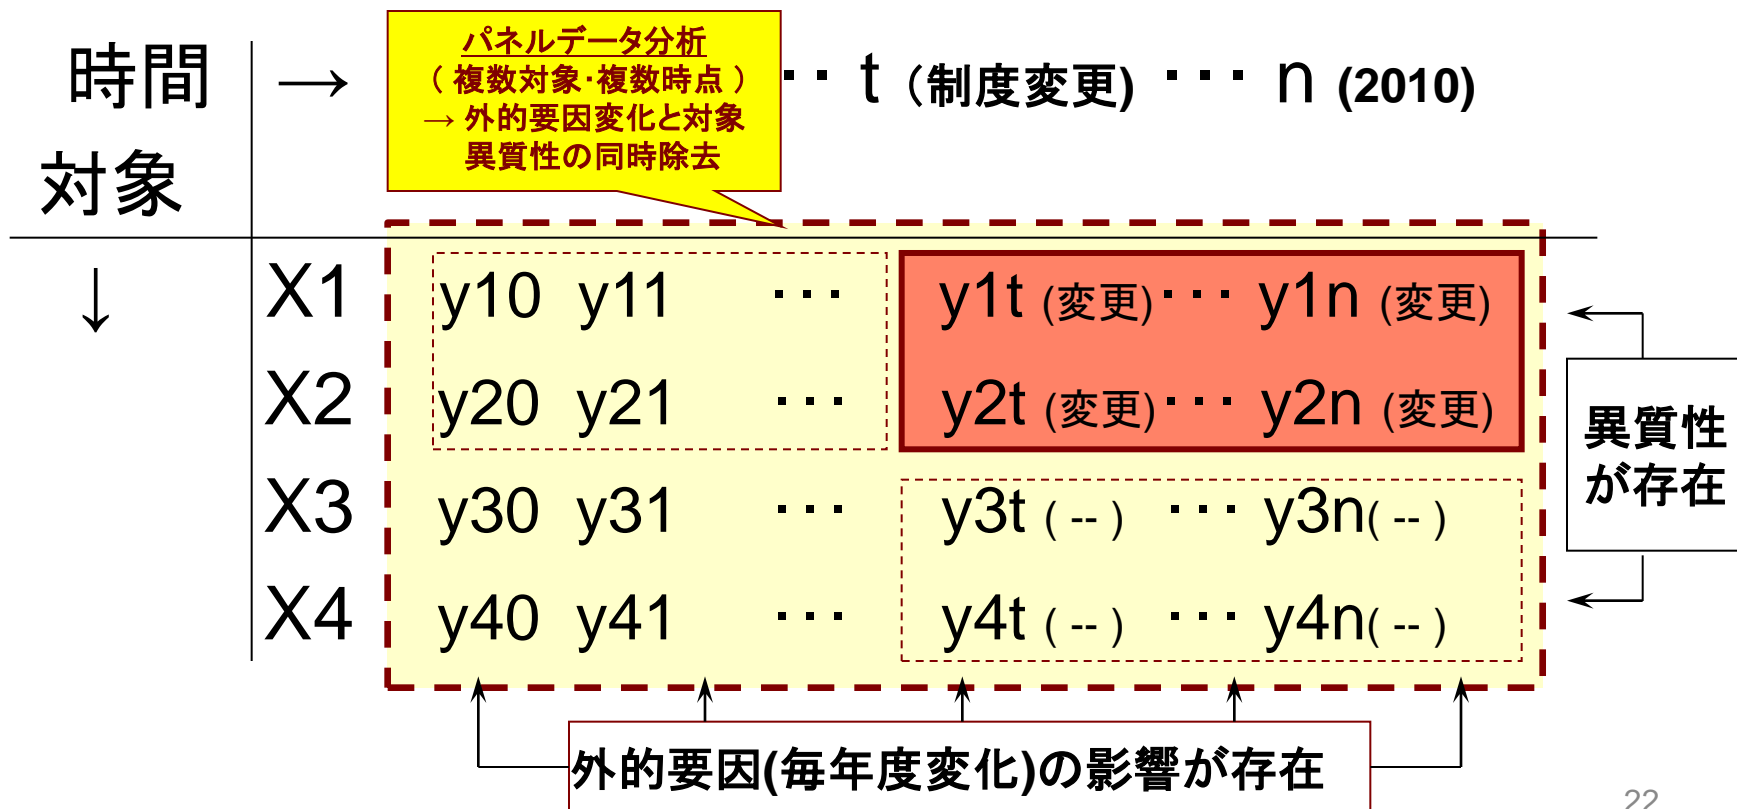 パネルデータ分析
（ 複数対象･複数時点 ）
→ 外的要因変化と対象
異質性の同時除去
時間 → ･･ t （制度変更) ･･･ n (2010)
対象
↓ X1 y10 y11 ･･･ y1t (変更) ･･･ y1n (変更)
X2 y20 y21 ･･･ y2t (変更) ･･･ y2n (変更)
X3 y30 y31 ･･･ y3t ( -- ) ･･･ y3n( -- )
X4 y40 y41 ･･･ y4t ( -- ) ･･･ y4n( -- )
異質性
が存在
外的要因(毎年度変化)の影響が存在
22